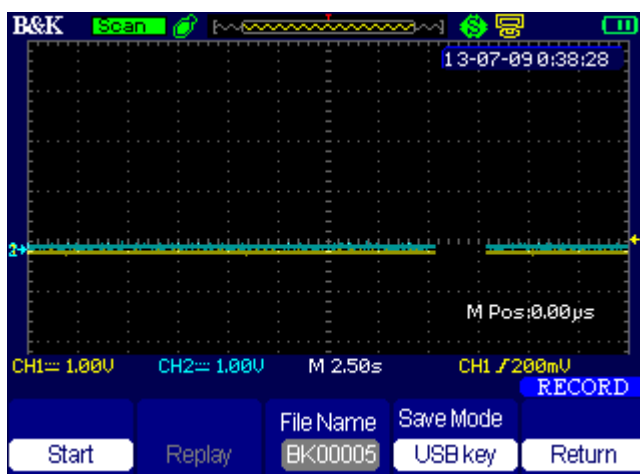 B&K Scan S
13-07-09 0:38:28
M Pos:0.00μs
CH1 1.00V CH2 1.00V M 2.50s CH1 200mV
RECORD
File Name Save Mode
Start Replay BK00005 USB key Return